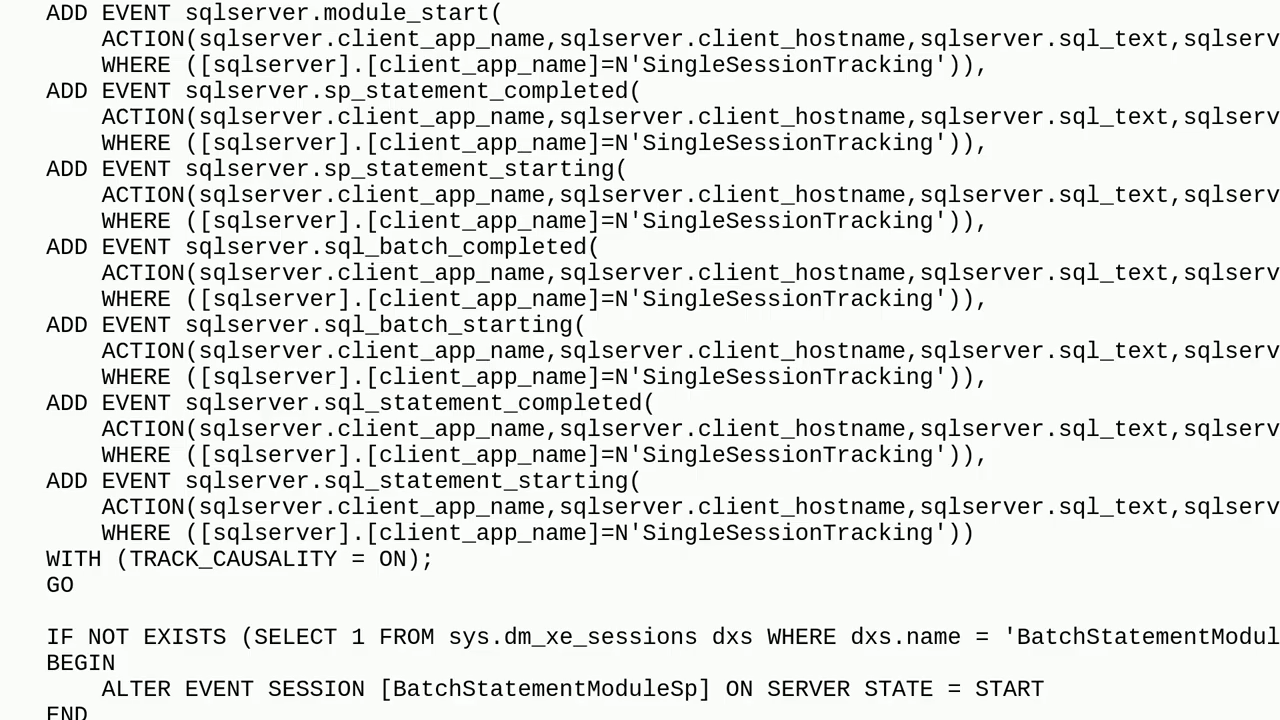 ADD EVENT sqlserver.module_start(
    ACTION(sqlserver.client_app_name,sqlserver.client_hostname,sqlserver.sql_text,sqlserv
    WHERE ([sqlserver].[client_app_name]=N'SingleSessionTracking')),
ADD EVENT sqlserver.sp_statement_completed(
    ACTION(sqlserver.client_app_name,sqlserver.client_hostname,sqlserver.sql_text,sqlserv
    WHERE ([sqlserver].[client_app_name]=N'SingleSessionTracking')),
ADD EVENT sqlserver.sp_statement_starting(
    ACTION(sqlserver.client_app_name,sqlserver.client_hostname,sqlserver.sql_text,sqlserv
    WHERE ([sqlserver].[client_app_name]=N'SingleSessionTracking')),
ADD EVENT sqlserver.sql_batch_completed(
    ACTION(sqlserver.client_app_name,sqlserver.client_hostname,sqlserver.sql_text,sqlserv
    WHERE ([sqlserver].[client_app_name]=N'SingleSessionTracking')),
ADD EVENT sqlserver.sql_batch_starting(
    ACTION(sqlserver.client_app_name,sqlserver.client_hostname,sqlserver.sql_text,sqlserv
    WHERE ([sqlserver].[client_app_name]=N'SingleSessionTracking')),
ADD EVENT sqlserver.sql_statement_completed(
    ACTION(sqlserver.client_app_name,sqlserver.client_hostname,sqlserver.sql_text,sqlserv
    WHERE ([sqlserver].[client_app_name]=N'SingleSessionTracking')),
ADD EVENT sqlserver.sql_statement_starting(
    ACTION(sqlserver.client_app_name,sqlserver.client_hostname,sqlserver.sql_text,sqlserv
    WHERE ([sqlserver].[client_app_name]=N'SingleSessionTracking'))
WITH (TRACK_CAUSALITY = ON);
GO

IF NOT EXISTS (SELECT 1 FROM sys.dm_xe_sessions dxs WHERE dxs.name = 'BatchStatementModul
BEGIN
    ALTER EVENT SESSION [BatchStatementModuleSp] ON SERVER STATE = START
END